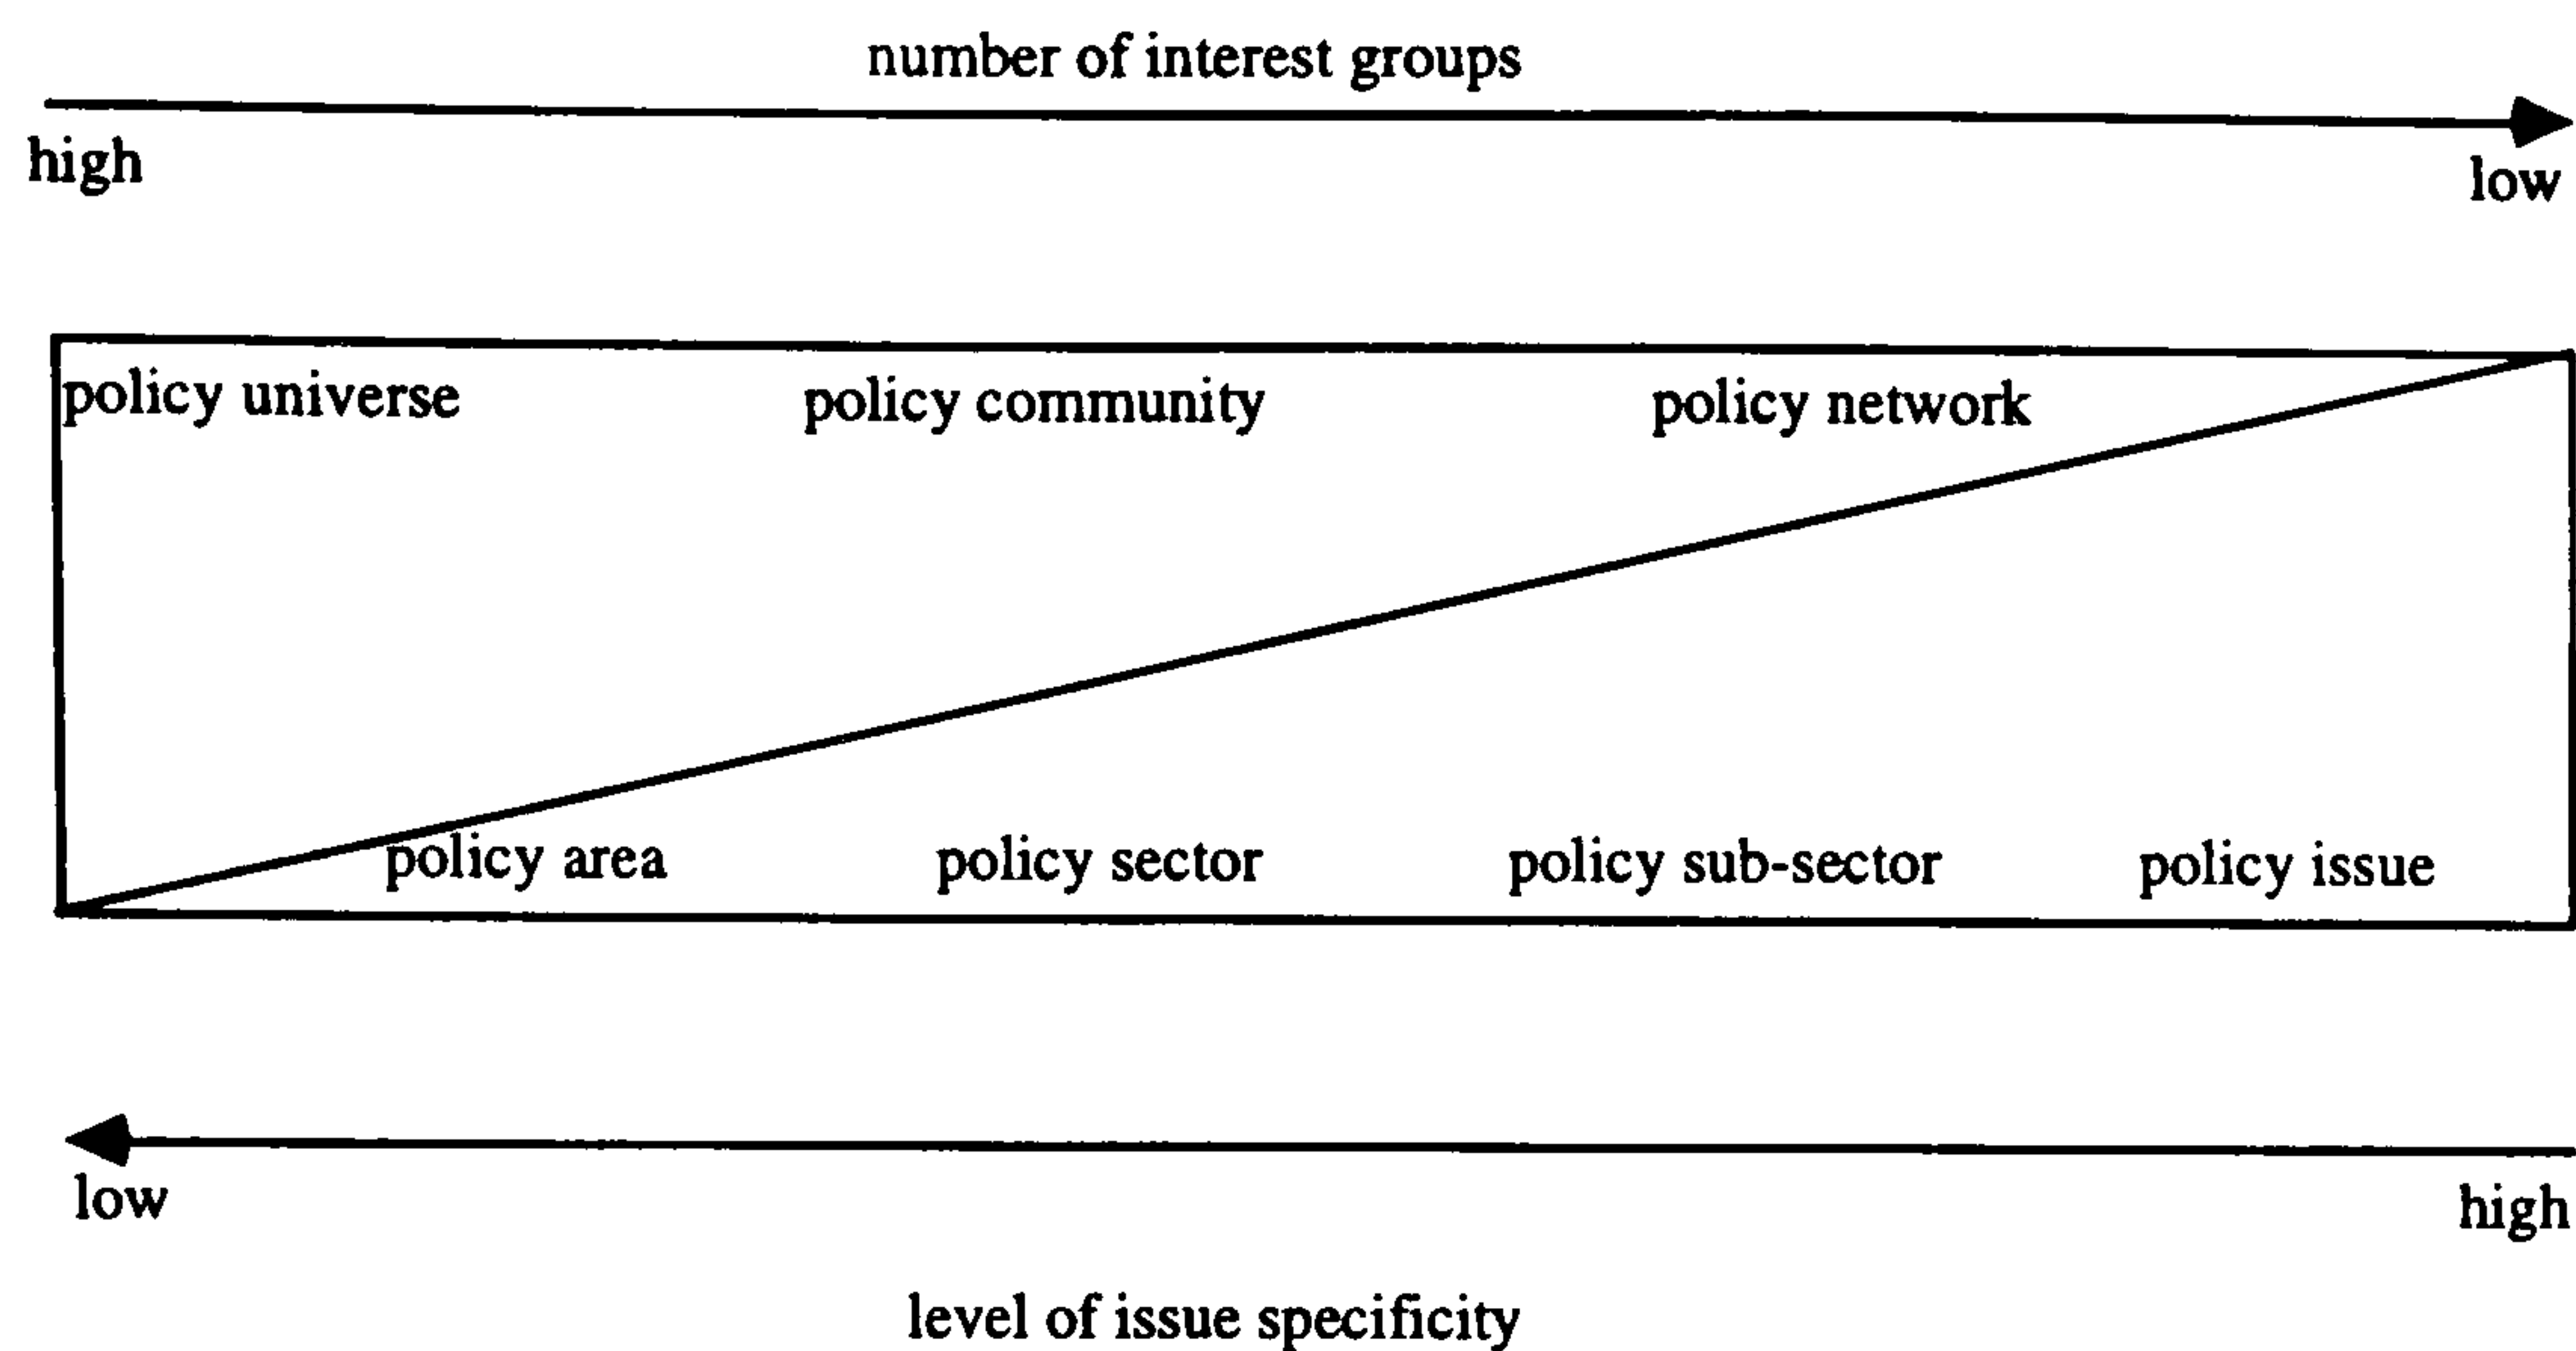 number of interest groups
high
low
policy universe policy community policy network
policy area policy sector policy sub-sector policy issue
low
high
level of issue specificity